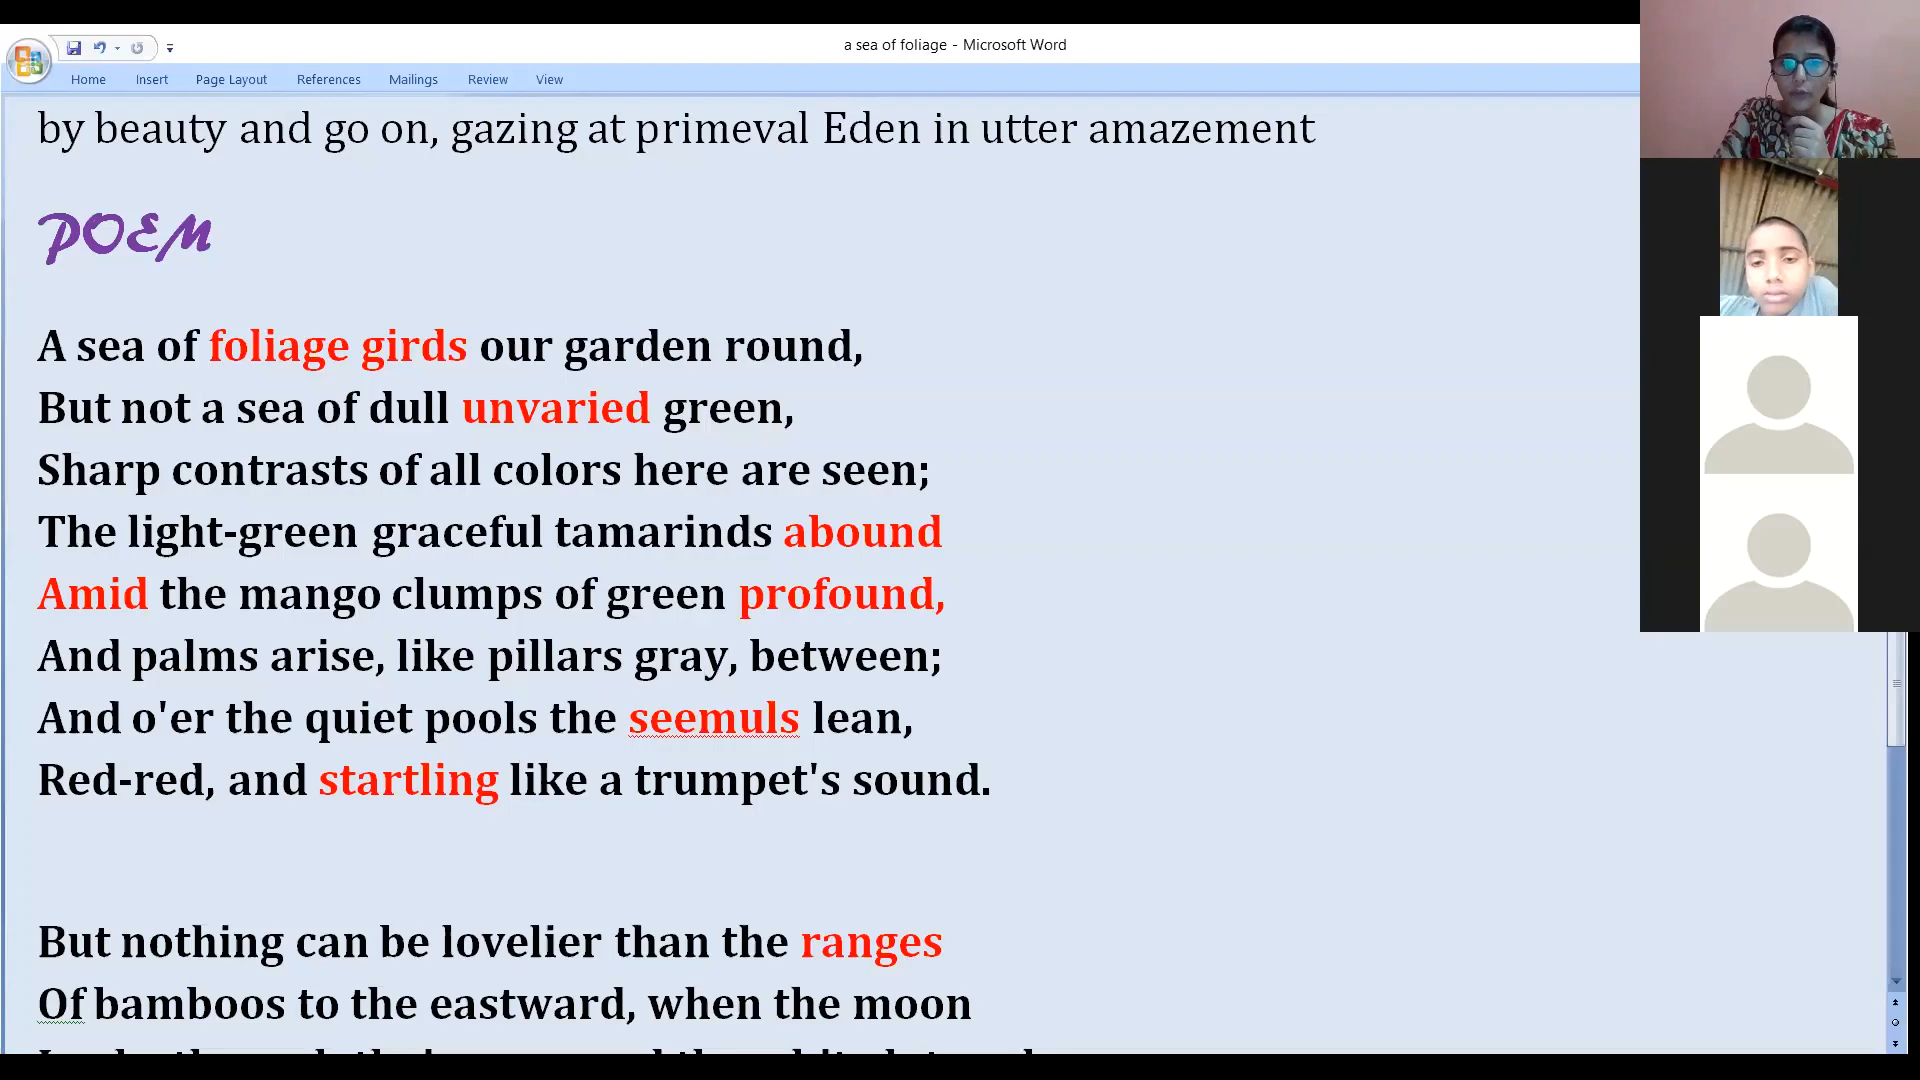 a sea of foliage - Microsoft Word
Home Insert Page Layout References Mailings Review View
by beauty and go on, gazing at primeval Eden in utter amazement
POEM
A sea of foliage girds our garden round,
But not a sea of dull unvaried green,
Sharp contrasts of all colors here are seen;
The light-green graceful tamarinds abound
Amid the mango clumps of green profound,
And palms arise, like pillars gray, between;
And o'er the quiet pools the seemuls lean,
Red-red, and startling like a trumpet's sound.
But nothing can be lovelier than the ranges
Of bamboos to the eastward, when the moon